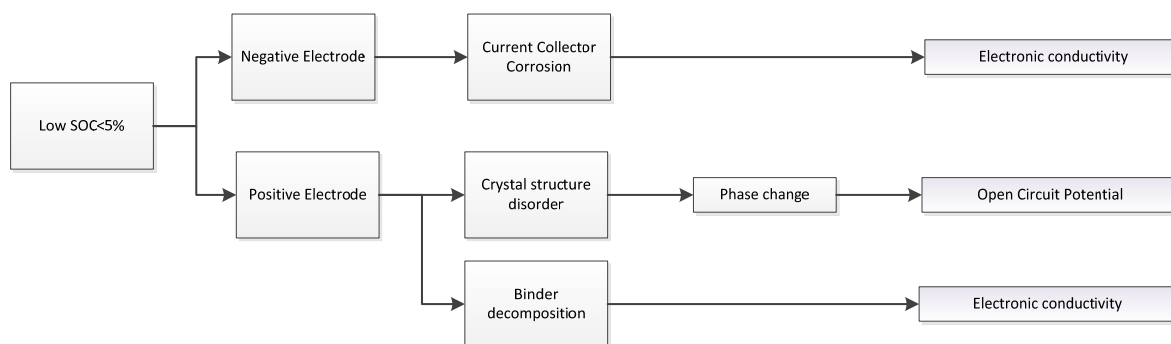 Negative Electrode
Current Collector
Corrosion
Electronic conductivity
Low SOC<5%
Positive Electrode
Crystal structure
disorder
Phase change
Open Circuit Potential
Binder
decomposition
Electronic conductivity